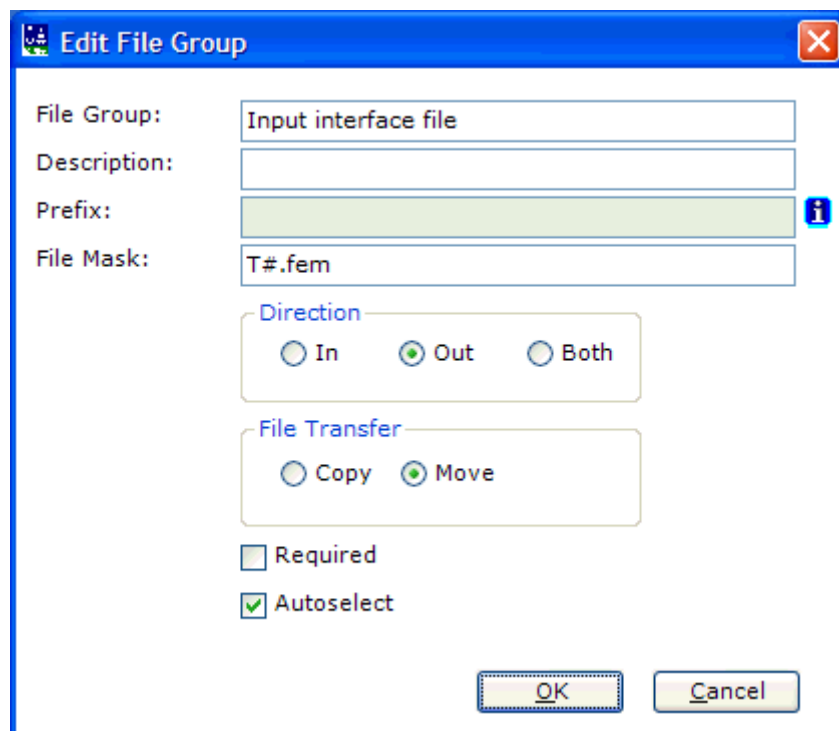 Edit File Group
File Group: Input interface file
Description:
Prefix:
File Mask: T#.fem
Direction
In Out Both
File Transfer
Copy Move
Required
Autoselect
OK Cancel